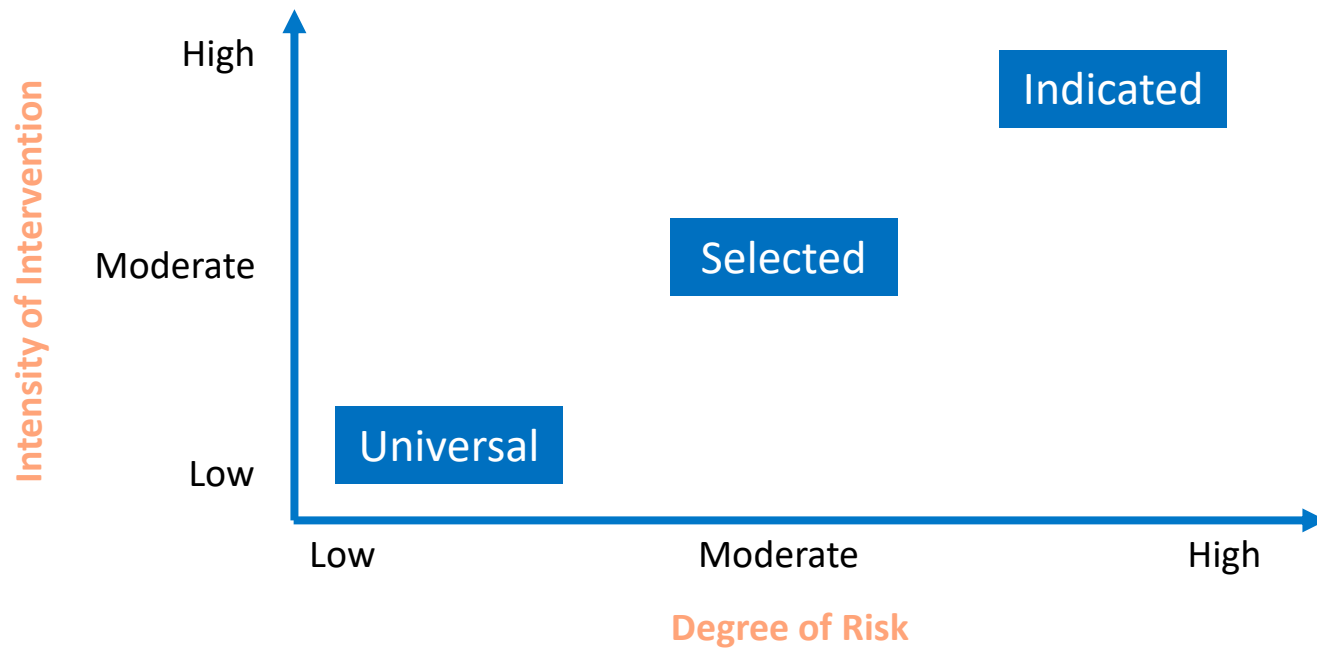 Intensity of Intervention
High
Indicated
Moderate
Selected
Universal
Low
Low
Moderate
High
Degree of Risk